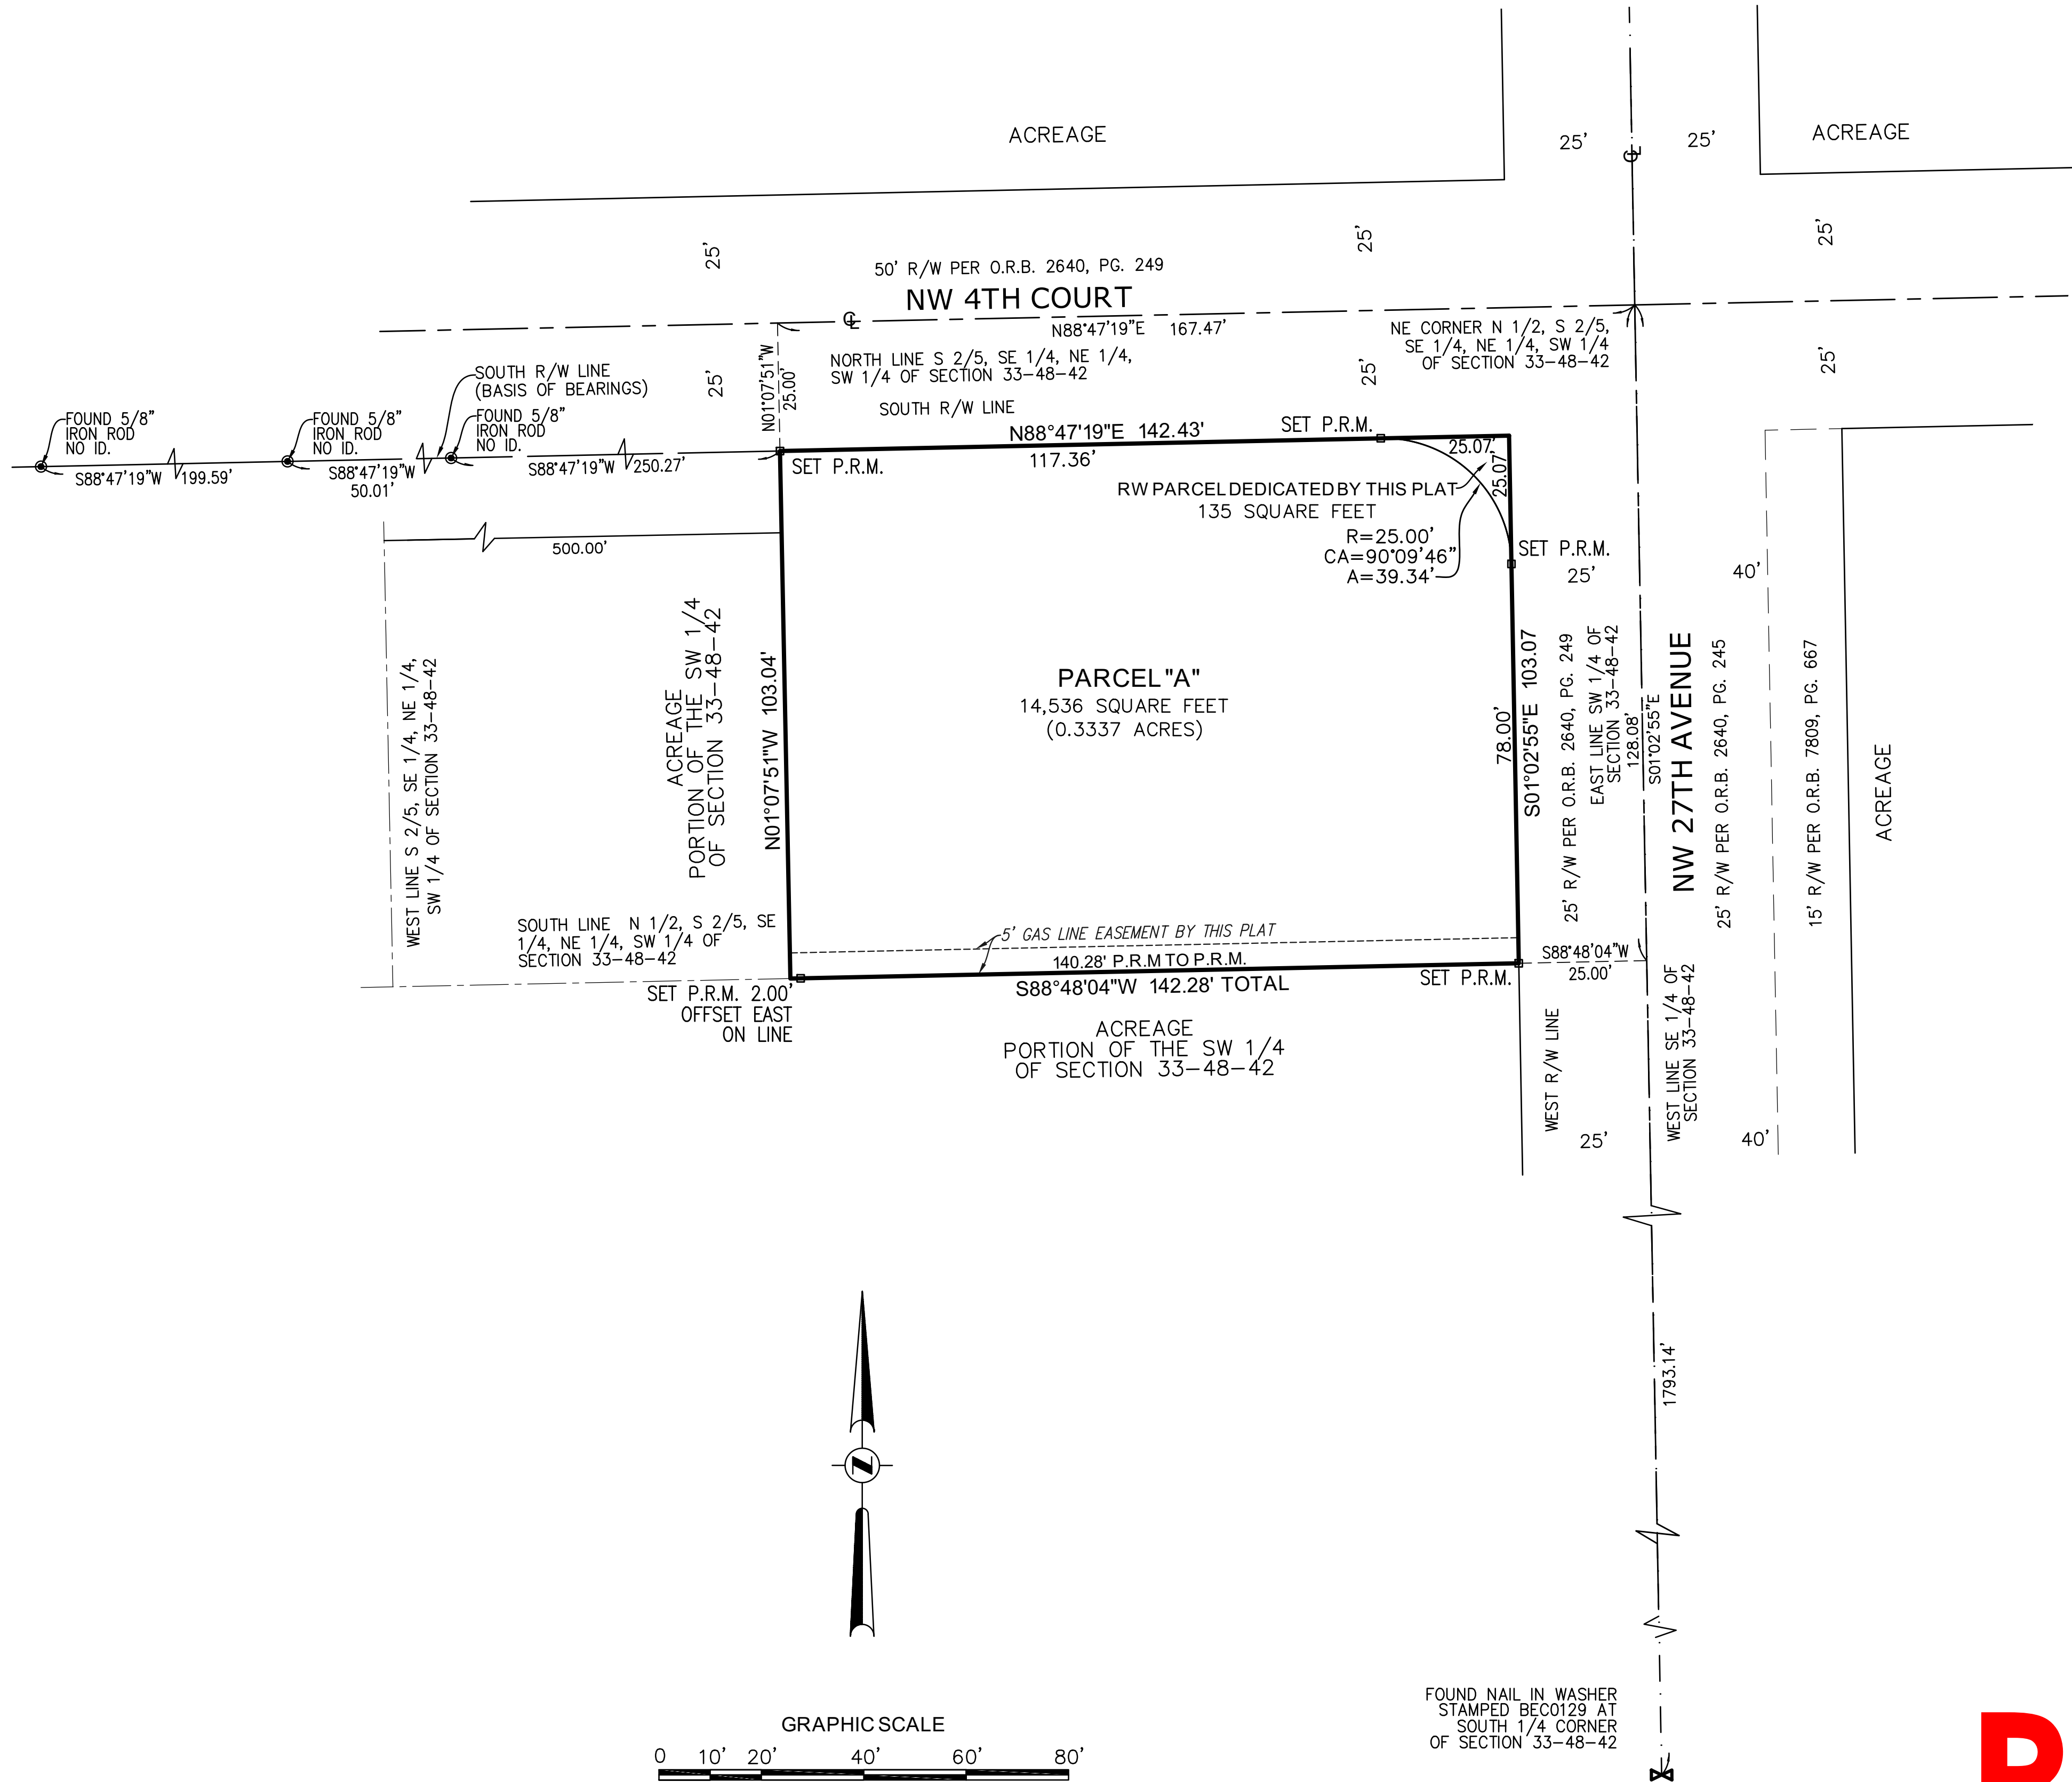 ACREAGE
25'
25'
ACREAGE
25'
25'
25'
50' R/W PER O.R.B. 2640, PG. 249
NW 4TH COURT
N88°47'19"E 167.47'
NORTH LINE S 2/5, SE 1/4, NE 1/4,
SW 1/4 OF SECTION 33-48-42
NE CORNER N 1/2, S 2/5,
SE 1/4, NE 1/4, SW 1/4
OF SECTION 33-48-42
25'
25'
25'
N01°07'51"W
25.00'
SOUTH R/W LINE
(BASIS OF BEARINGS)
SOUTH R/W LINE
FOUND 5/8"
IRON ROD
NO ID.
FOUND 5/8"
IRON ROD
NO ID.
FOUND 5/8"
IRON ROD
NO ID.
S88°47'19"W 199.59'
S88°47'19"W
50.01'
S88°47'19"W 250.27'
N88°47'19"E 142.43'
117.36'
SET P.R.M.
SET P.R.M.
25.07'
25.07'
RW PARCEL DEDICATED BY THIS PLAT
135 SQUARE FEET
R=25.00'
CA=90°09'46"
A=39.34'
SET P.R.M.
25'
40'
500.00'
WEST LINE S 2/5, SE 1/4, NE 1/4,
SW 1/4 OF SECTION 33-48-42
ACREAGE
PORTION OF THE SW 1/4
OF SECTION 33-48-42
N01°07'51"W 103.04'
PARCEL "A"
14,536 SQUARE FEET
(0.3337 ACRES)
78.00'
S01°02'55"E 103.07
25' R/W PER O.R.B. 2640, PG. 249
EAST LINE SW 1/4 OF
SECTION 33-48-42
128.08'
S01°02'55"E
NW 27TH AVENUE
25' R/W PER O.R.B. 2640, PG. 245
15' R/W PER O.R.B. 7809, PG. 667
ACREAGE
SOUTH LINE N 1/2, S 2/5, SE
1/4, NE 1/4, SW 1/4 OF
SECTION 33-48-42
5' GAS LINE EASEMENT BY THIS PLAT
140.28' P.R.M TO P.R.M.
S88°48'04"W 142.28' TOTAL
SET P.R.M.
S88°48'04"W
25.00'
SET P.R.M. 2.00'
OFFSET EAST
ON LINE
ACREAGE
PORTION OF THE SW 1/4
OF SECTION 33-48-42
WEST R/W LINE
WEST LINE SE 1/4 OF
SECTION 33-48-42
25'
40'
1793.14'
N
FOUND NAIL IN WASHER
STAMPED BEC0129 AT
SOUTH 1/4 CORNER
OF SECTION 33-48-42
GRAPHIC SCALE
0 10' 20' 40' 60' 80'